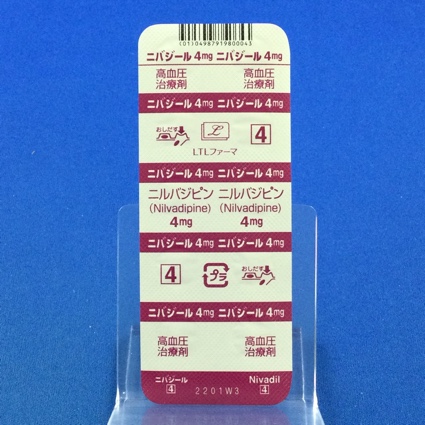 (01)04987919800043
ニバジール 4mg ニバジール 4mg
高血圧 高血圧
治療剤 治療剤
ニバジール 4mg ニバジール 4mg
おしだす L 4
LTLファーマ
ニバジール 4mg ニバジール 4mg
ニルバジピン ニルバジピン
(Nilvadipine) (Nilvadipine)
4mg 4mg
ニバジール 4mg ニバジール 4mg
4 プラ おしだす
ニバジール 4mg ニバジール 4mg
高血圧 高血圧
治療剤 治療剤
ニバジール Nivadil
4 2201W3 4